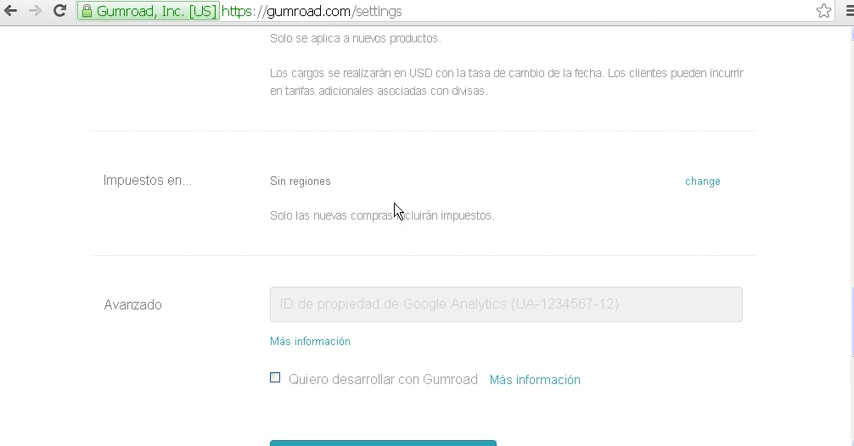 Gumroad, Inc. [US] https://gumroad.com/settings
Solo se aplica a nuevos productos.
Los cargos se realizarán en USD con la tasa de cambio de la fecha. Los clientes pueden incurrir
en tarifas adicionales asociadas con divisas.
Impuestos en... Sin regiones change
Solo las nuevas compras incluirán impuestos.
Avanzado ID de propiedad de Google Analytics (UA-1234567-12)
Más información
Quiero desarrollar con Gumroad Más información